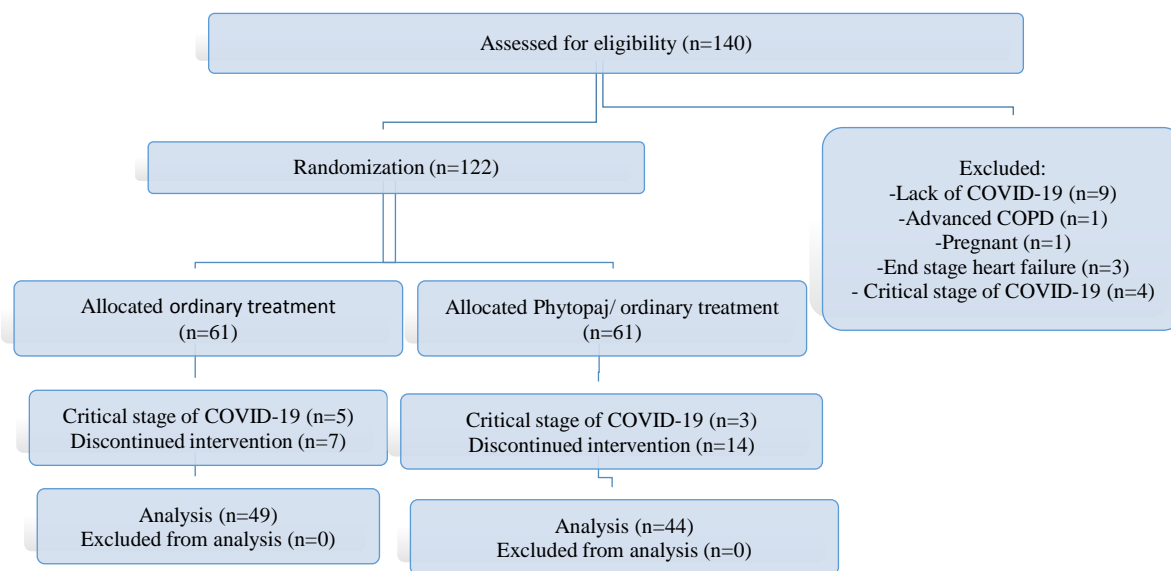 Assessed for eligibility (n=140)
Randomization (n=122)
Excluded:
-Lack of COVID-19 (n=9)
-Advanced COPD (n=1)
-Pregnant (n=1)
-End stage heart failure (n=3)
- Critical stage of COVID-19 (n=4)
Allocated ordinary treatment
(n=61)
Allocated Phytopaj/ ordinary treatment
(n=61)
Critical stage of COVID-19 (n=5)
Discontinued intervention (n=7)
Critical stage of COVID-19 (n=3)
Discontinued intervention (n=14)
Analysis (n=49)
Excluded from analysis (n=0)
Analysis (n=44)
Excluded from analysis (n=0)